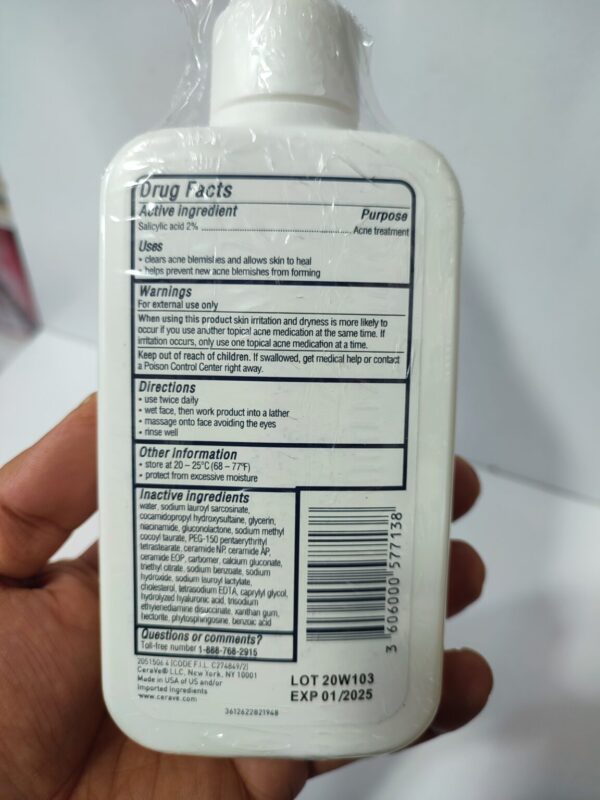 Drug Facts
Active ingredient Purpose
Salicylic acid 2% ........................................ Acne treatment
Uses
• clears acne blemishes and allows skin to heal
• helps prevent new acne blemishes from forming
Warnings
For external use only
When using this product skin irritation and dryness is more likely to
occur if you use another topical acne medication at the same time. If
irritation occurs, only use one topical acne medication at a time.
Keep out of reach of children. If swallowed, get medical help or contact
a Poison Control Center right away.
Directions
• use twice daily
• wet face, then work product into a lather
• massage onto face avoiding the eyes
• rinse well
Other information
• store at 20 – 25°C (68 – 77°F)
• protect from excessive moisture
Inactive ingredients
water, sodium lauroyl sarcosinate,
cocamidopropyl hydroxysultaine, glycerin,
niacinamide, gluconolactone, sodium methyl
cocoyl taurate, PEG-150 pentaerythrityl
tetrastearate, ceramide NP, ceramide AP,
ceramide EOP, carbomer, calcium gluconate,
triethyl citrate, sodium benzoate, sodium
hydroxide, sodium lauroyl lactylate,
cholesterol, tetrasodium EDTA, caprylyl glycol,
hydrolyzed hyaluronic acid, trisodium
ethylenediamine disuccinate, xanthan gum,
hectorite, phytosphingosine, benzoic acid
Questions or comments?
Toll-free number 1-888-768-2915
2051506 4 [CODE F.I.L. C274849/2]
CeraVe® LLC, New York, NY 10001
Made in USA of US and/or
Imported Ingredients
www.cerave.com
3612622821948
3 606000 577138
LOT 20W103
EXP 01/2025